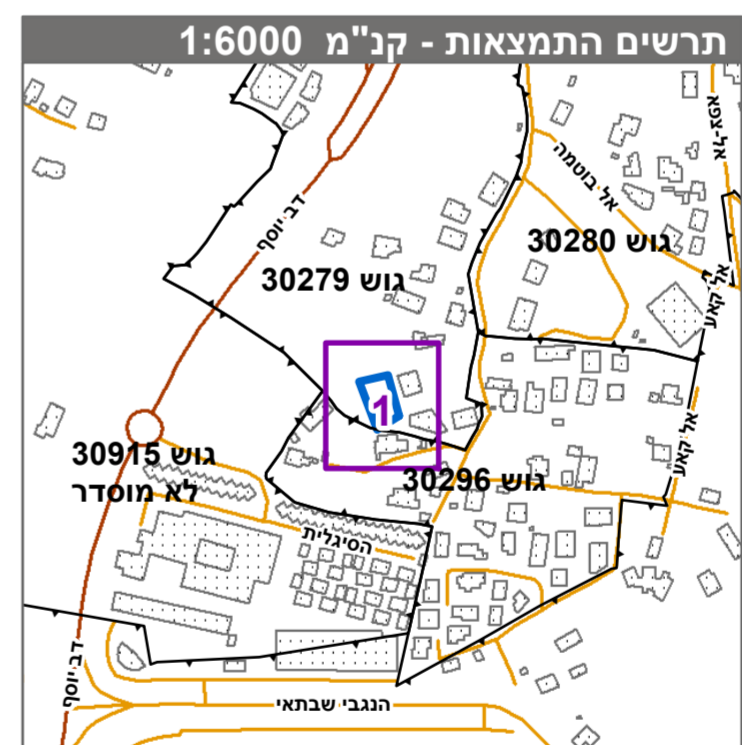 תרשים התמצאות - קנ"מ 1:6000
אל בוטמה
דב יוסף
גוש 30280
גוש 30279
אל קאע
1
גוש 30915
לא מוסדר
אל קאע
גוש 30296
הסיגלית
דב יוסף
הנגבי שבתאי